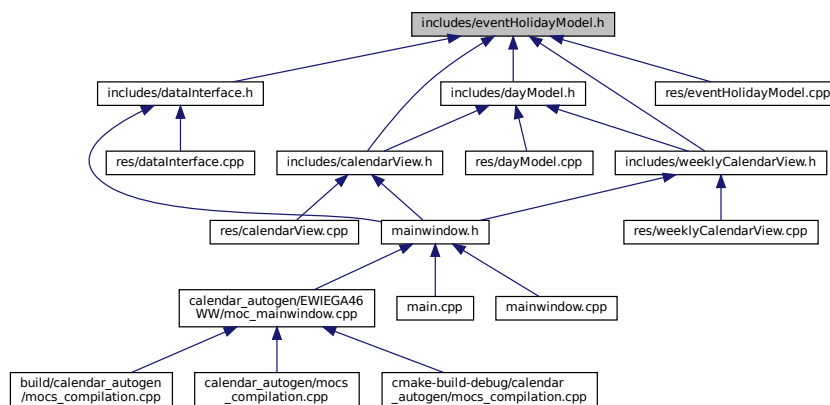 includes/eventHolidayModel.h
includes/dataInterface.h
includes/dayModel.h
res/eventHolidayModel.cpp
res/dataInterface.cpp
includes/calendarView.h
res/dayModel.cpp
includes/weeklyCalendarView.h
res/calendarView.cpp
mainwindow.h
res/weeklyCalendarView.cpp
calendar_autogen/EWIEGA46
WW/moc_mainwindow.cpp
main.cpp
mainwindow.cpp
build/calendar_autogen
/mocs_compilation.cpp
calendar_autogen/mocs
_compilation.cpp
cmake-build-debug/calendar
_autogen/mocs_compilation.cpp